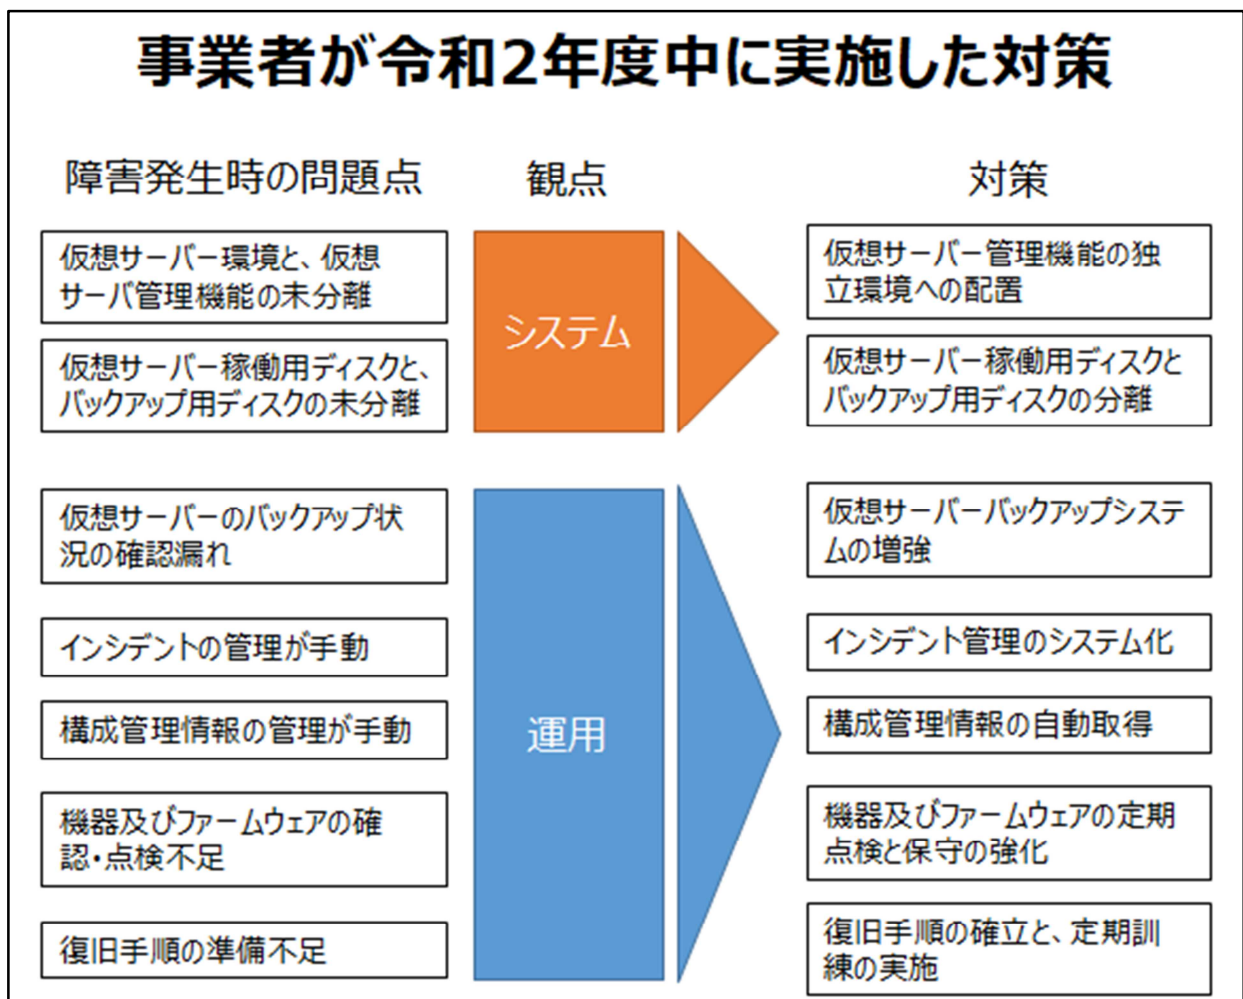 事業者が令和2年度中に実施した対策
障害発生時の問題点
観点
対策
仮想サーバー環境と、仮想
サーバ管理機能の未分離
仮想サーバー稼働用ディスクと、
バックアップ用ディスクの未分離
システム
仮想サーバー管理機能の独
立環境への配置
仮想サーバー稼働用ディスクと
バックアップ用ディスクの分離
仮想サーバーのバックアップ状
況の確認漏れ
インシデントの管理が手動
構成管理情報の管理が手動
機器及びファームウェアの確
認・点検不足
復旧手順の準備不足
運用
仮想サーバーバックアップシステ
ムの増強
インシデント管理のシステム化
構成管理情報の自動取得
機器及びファームウェアの定期
点検と保守の強化
復旧手順の確立と、定期訓
練の実施